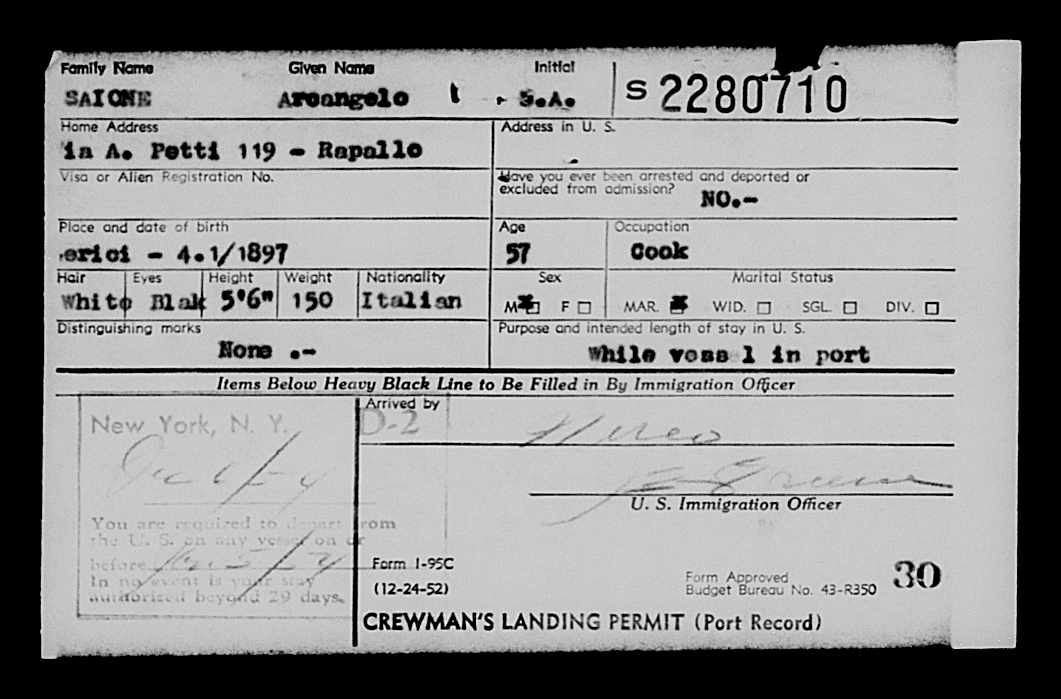 Family Name Given Name Initial
SAIONE Arcangelo S.A. S 2280710
Home Address Address in U. S.
ia A. Petti 119 - Rapallo
Visa or Alien Registration No. Have you ever been arrested and deported or
excluded from admission?
NO.-
Place and date of birth Age Occupation
erici - 4.1/1897 57 Cook
Hair Eyes Height Weight Nationality Sex Marital Status
White Blak 5'6" 150 Italian M F MAR. WID. SGL. DIV.
Distinguishing marks Purpose and intended length of stay in U. S.
None .- While vess l in port
Items Below Heavy Black Line to Be Filled in By Immigration Officer
Arrived by
New York, N. Y. D-2
U. S. Immigration Officer
You are required to depart from
the U. S. on any vessel on or
before
In no event is your stay
authorized beyond 29 days.
Form I-95C
(12-24-52)
Form Approved
Budget Bureau No. 43-R350
30
CREWMAN'S LANDING PERMIT (Port Record)